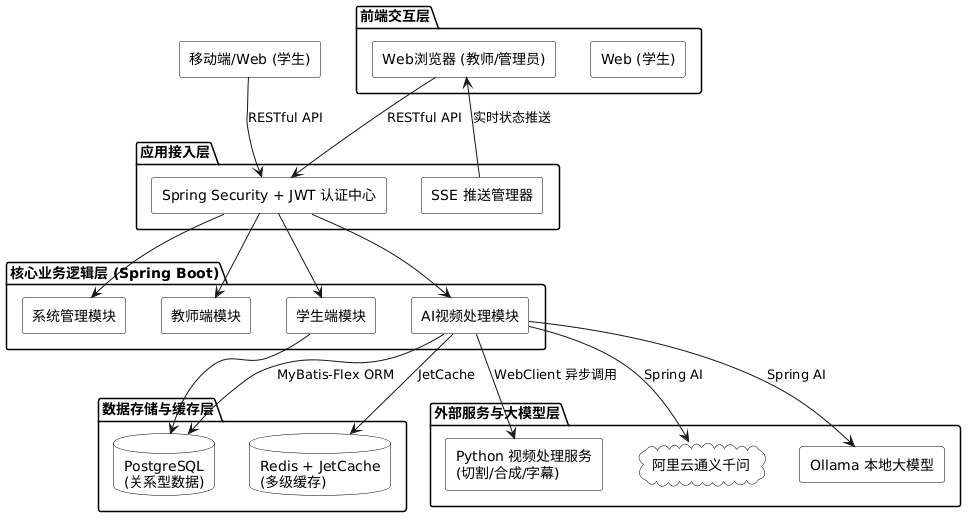 前端交互层
移动端/Web (学生)
Web浏览器 (教师/管理员)
Web (学生)
RESTful API
RESTful API
实时状态推送
应用接入层
Spring Security + JWT 认证中心
SSE 推送管理器
核心业务逻辑层 (Spring Boot)
系统管理模块
教师端模块
学生端模块
AI视频处理模块
MyBatis-Flex ORM
JetCache
WebClient 异步调用
Spring AI
Spring AI
数据存储与缓存层
PostgreSQL
(关系型数据)
Redis + JetCache
(多级缓存)
外部服务与大模型层
Python 视频处理服务
(切割/合成/字幕)
阿里云通义千问
Ollama 本地大模型